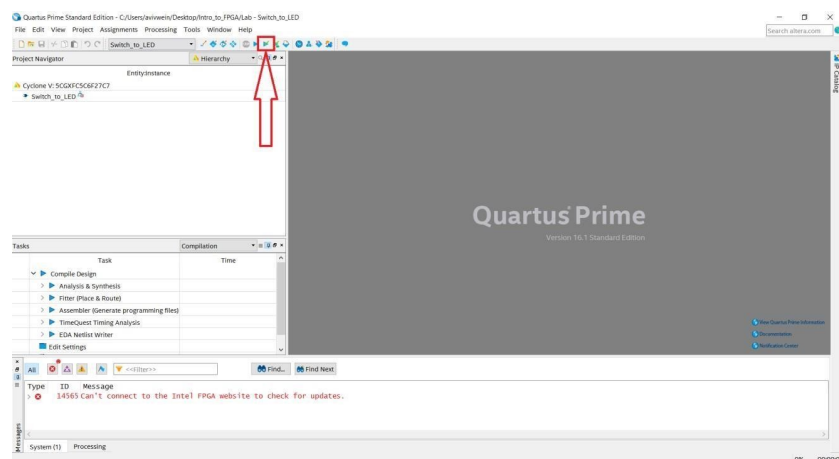 Quartus Prime Standard Edition - C:/Users/avivwein/Desktop/Intro_to_FPGA/Lab - Switch_to_LED
File Edit View Project Assignments Processing Tools Window Help
Search altera.com
Switch_to_LED
Project Navigator
Hierarchy
Entity:Instance
Cyclone V: 5CGXFC5C6F27C7
Switch_to_LED
IP Catalog
Quartus Prime
Version 16.1 Standard Edition
Tasks
Compilation
Task Time
Compile Design
Analysis & Synthesis
Fitter (Place & Route)
Assembler (Generate programming files)
TimeQuest Timing Analysis
EDA Netlist Writer
Edit Settings
View Quartus Prime Information
Documentation
Notification Center
All
<<Filter>>
Find...
Find Next
Type ID Message
14565 Can't connect to the Intel FPGA website to check for updates.
Messages
System (1) Processing